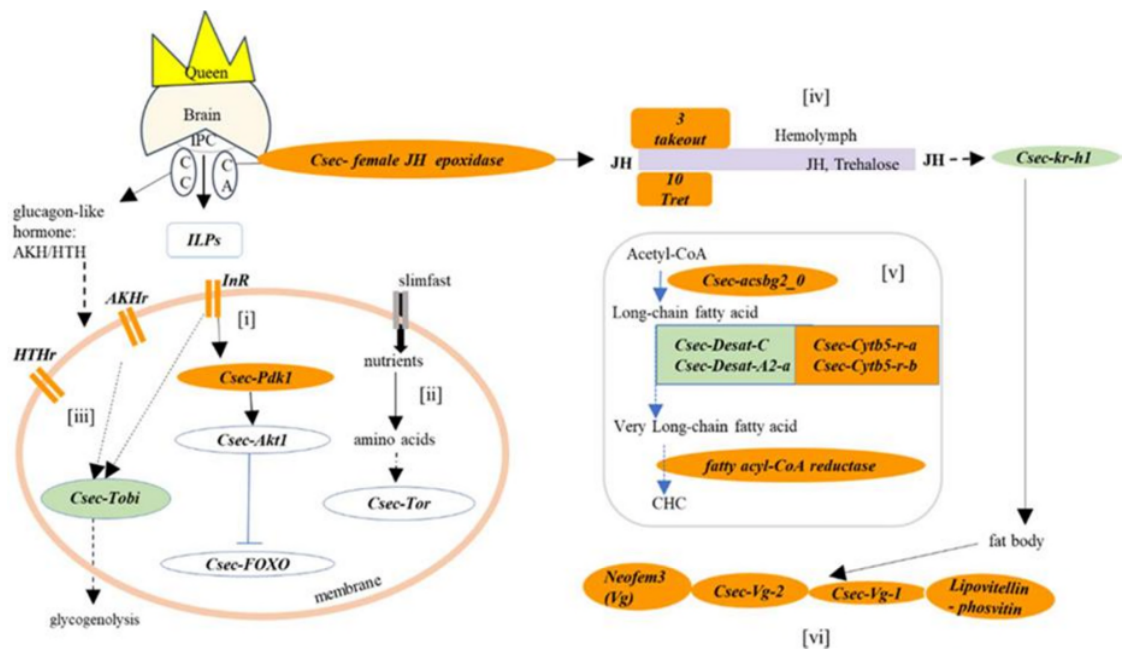 Queen
Brain
IPC
C
C
C
A
Csec- female JH epoxidase
JH
3
takeout
10
Tret
[iv]
Hemolymph
JH, Trehalose
JH
Csec-kr-h1
glucagon-like
hormone:
AKH/HTH
ILPs
InR
AKHr
HTHr
[i]
slimfast
nutrients
[ii]
amino acids
Csec-Tor
Csec-Pdk1
Csec-Akt1
Csec-FOXO
[iii]
Csec-Tobi
glycogenolysis
membrane
Acetyl-CoA
[v]
Csec-acsbg2_0
Long-chain fatty acid
Csec-Desat-C
Csec-Desat-A2-a
Csec-Cytb5-r-a
Csec-Cytb5-r-b
Very Long-chain fatty acid
fatty acyl-CoA reductase
CHC
fat body
Neofem3
(Vg)
Csec-Vg-2
Csec-Vg-1
Lipovitellin
- phosvitin
[vi]